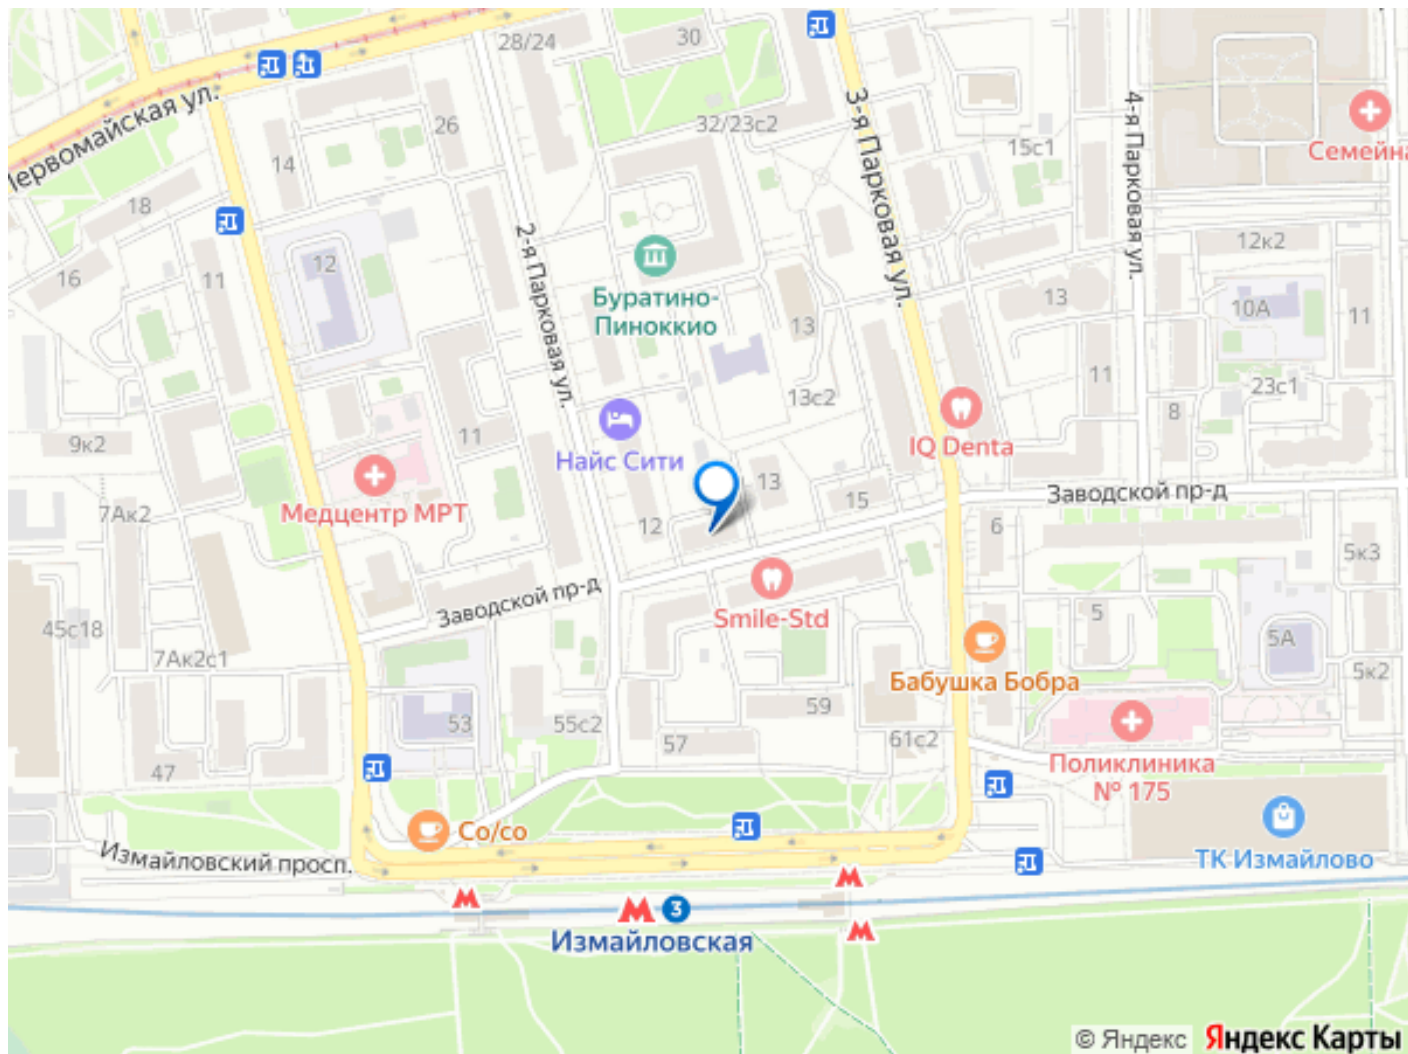 28/24
30
Первомайская ул.
26
32/23с2
3-я Парковая ул.
15с1
4-я Парковая ул.
Семейна
14
18
16
11
12
2-я Парковая ул.
Буратино-
Пиноккио
13
13с2
12к2
13
10А
11
23с1
11
8
9к2
11
Найс Сити
IQ Denta
Медцентр МРТ
7Ак2
12
13
15
Заводской пр-д
6
5к3
Заводской пр-д
Smile-Std
45с18
7Ак2с1
5
5А
5к2
Бабушка Бобра
53
55с2
57
59
61с2
47
Поликлиника
№ 175
Co/co
Измайловский просп.
ТК Измайлово
3
Измайловская
© Яндекс Яндекс Карты